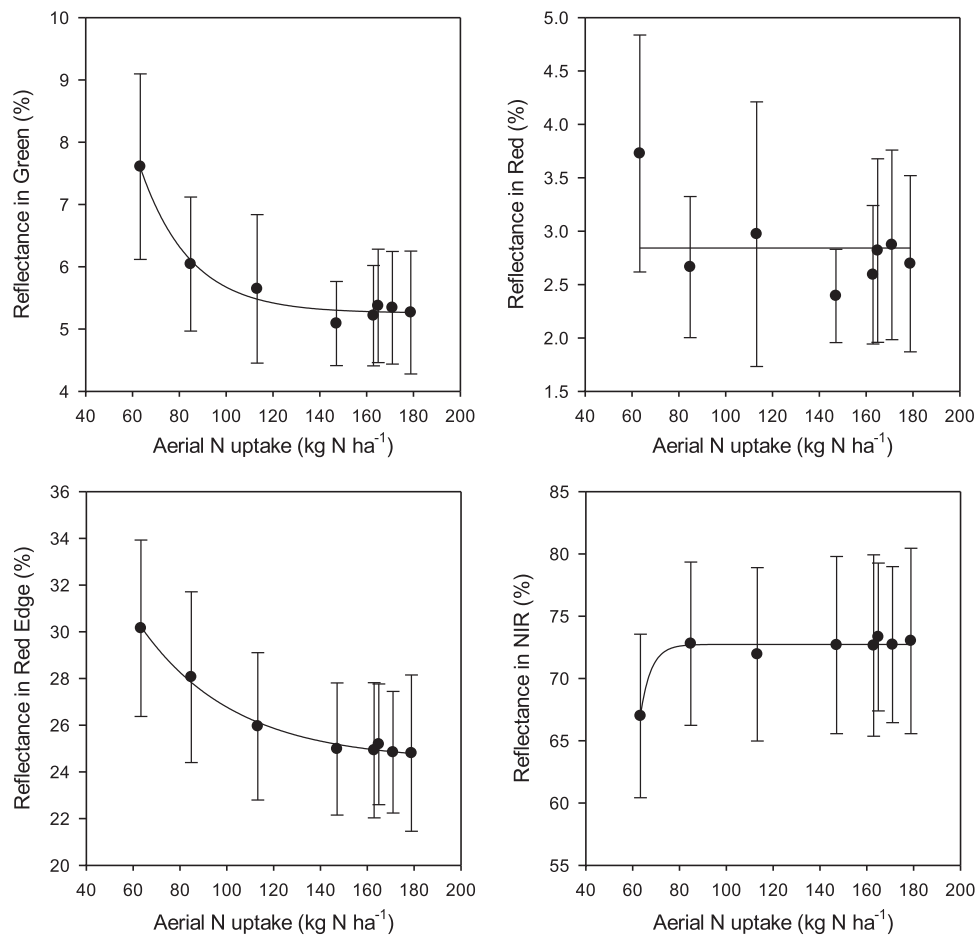 10
9
8
7
6
5
4
Reflectance in Green (%)
40 60 80 100 120 140 160 180 200
Aerial N uptake (kg N ha⁻¹)
5.0
4.5
4.0
3.5
3.0
2.5
2.0
1.5
Reflectance in Red (%)
40 60 80 100 120 140 160 180 200
Aerial N uptake (kg N ha⁻¹)
36
34
32
30
28
26
24
22
20
Reflectance in Red Edge (%)
40 60 80 100 120 140 160 180 200
Aerial N uptake (kg N ha⁻¹)
85
80
75
70
65
60
55
Reflectance in NIR (%)
40 60 80 100 120 140 160 180 200
Aerial N uptake (kg N ha⁻¹)